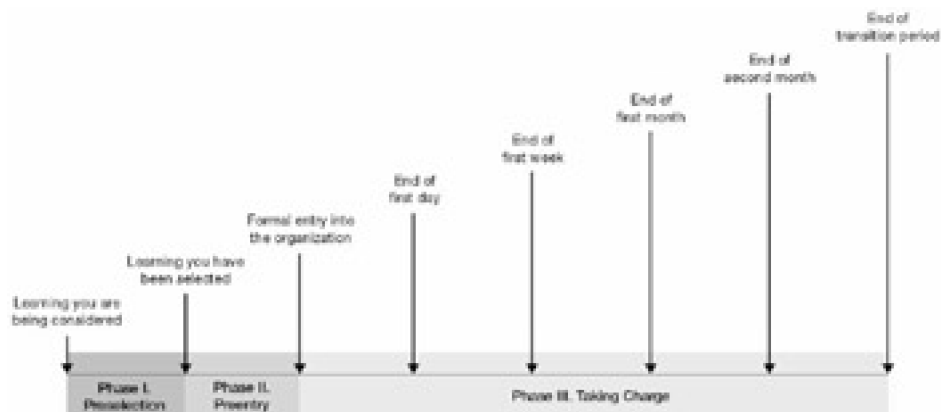 End of
transition period
End of
second month
End of
first month
End of
first week
End of
first day
Formal entry into
the organization
Learning you have
been selected
Learning you are
being considered
Phase I.
Preselection
Phase II.
Preentry
Phase III. Taking Charge